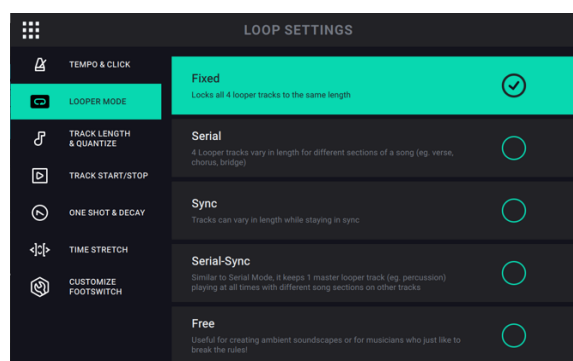 LOOP SETTINGS
TEMPO & CLICK
LOOPER MODE
TRACK LENGTH
& QUANTIZE
TRACK START/STOP
ONE SHOT & DECAY
TIME STRETCH
CUSTOMIZE
FOOTSWITCH
Fixed
Locks all 4 looper tracks to the same length
Serial
4 Looper tracks vary in length for different sections of a song (eg. verse,
chorus, bridge)
Sync
Tracks can vary in length while staying in sync
Serial-Sync
Similar to Serial Mode, it keeps 1 master looper track (eg. percussion)
playing at all times with different song sections on other tracks
Free
Useful for creating ambient soundscapes or for musicians who just like to
break the rules!